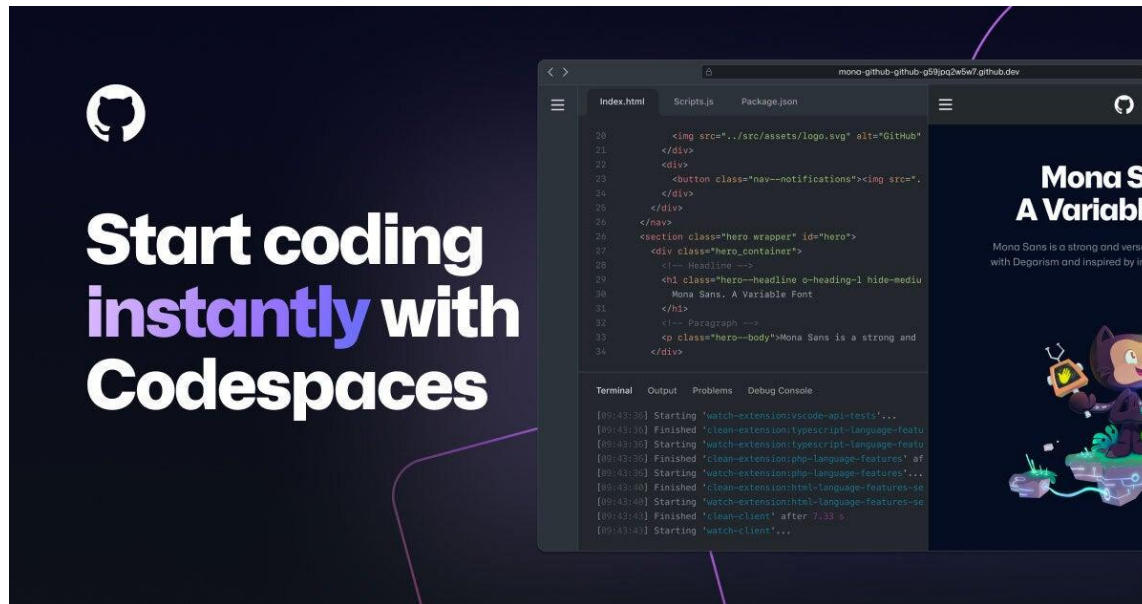 Start coding
instantly with
Codespaces
mona-github-github-g59jpq2w5w7.github.dev
Index.html Scripts.js Package.json
20 <img src="../src/assets/logo.svg" alt="GitHub"
21 </div>
22 <div>
23 <button class="nav--notifications"><img src=".
24 </div>
25 </div>
26 </nav>
26 <section class="hero wrapper" id="hero">
27 <div class="hero_container">
28 <!-- Headline -->
29 <h1 class="hero--headline o-heading-1 hide-mediu
30 Mona Sans. A Variable Font
31 </h1>
32 <!-- Paragraph -->
33 <p class="hero--body">Mona Sans is a strong and
34 </div>
Terminal Output Problems Debug Console
[09:43:36] Starting 'watch-extension:vscode-api-tests'...
[09:43:36] Finished 'clean-extension:typescript-language-featu
[09:43:36] Starting 'watch-extension:typescript-language-featu
[09:43:36] Finished 'clean-extension:php-language-features' af
[09:43:36] Starting 'watch-extension:php-language-features'...
[09:43:40] Finished 'clean-extension:html-language-features-se
[09:43:40] Starting 'watch-extension:html-language-features-se
[09:43:43] Finished 'clean-client' after 7.33 s
[09:43:43] Starting 'watch-client'...
Mona S
A Variabl
Mona Sans is a strong and vers
with Degarism and inspired by in